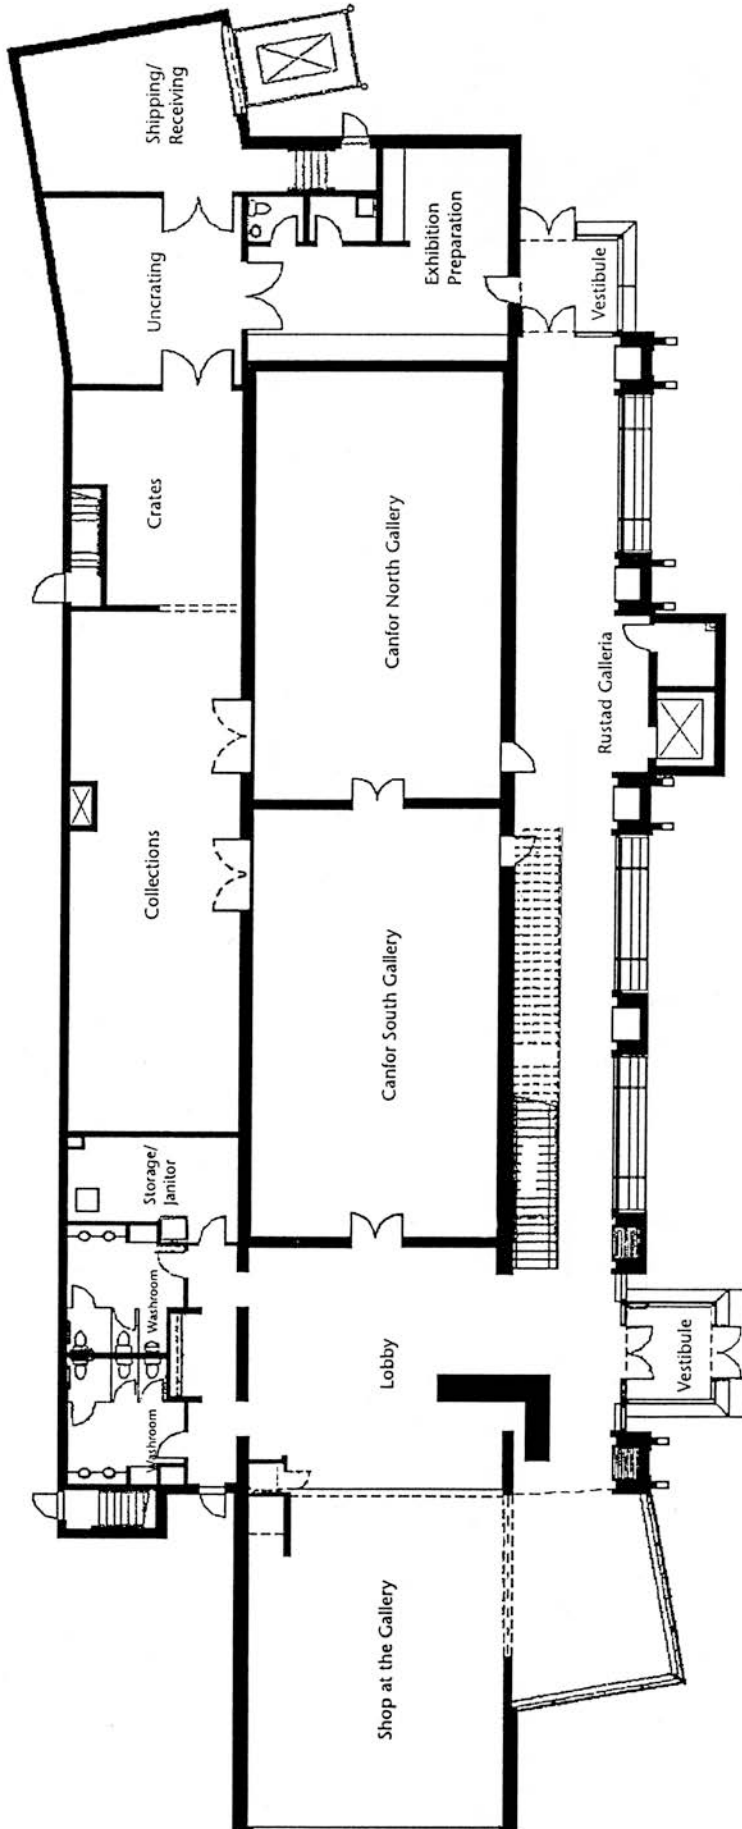 Shipping/
Receiving
Uncrating
Exhibition
Preparation
Vestibule
Crates
Canfor North Gallery
Rustad Galleria
Collections
Canfor South Gallery
Storage/
Janitor
Washroom
Washroom
Lobby
Vestibule
Shop at the Gallery